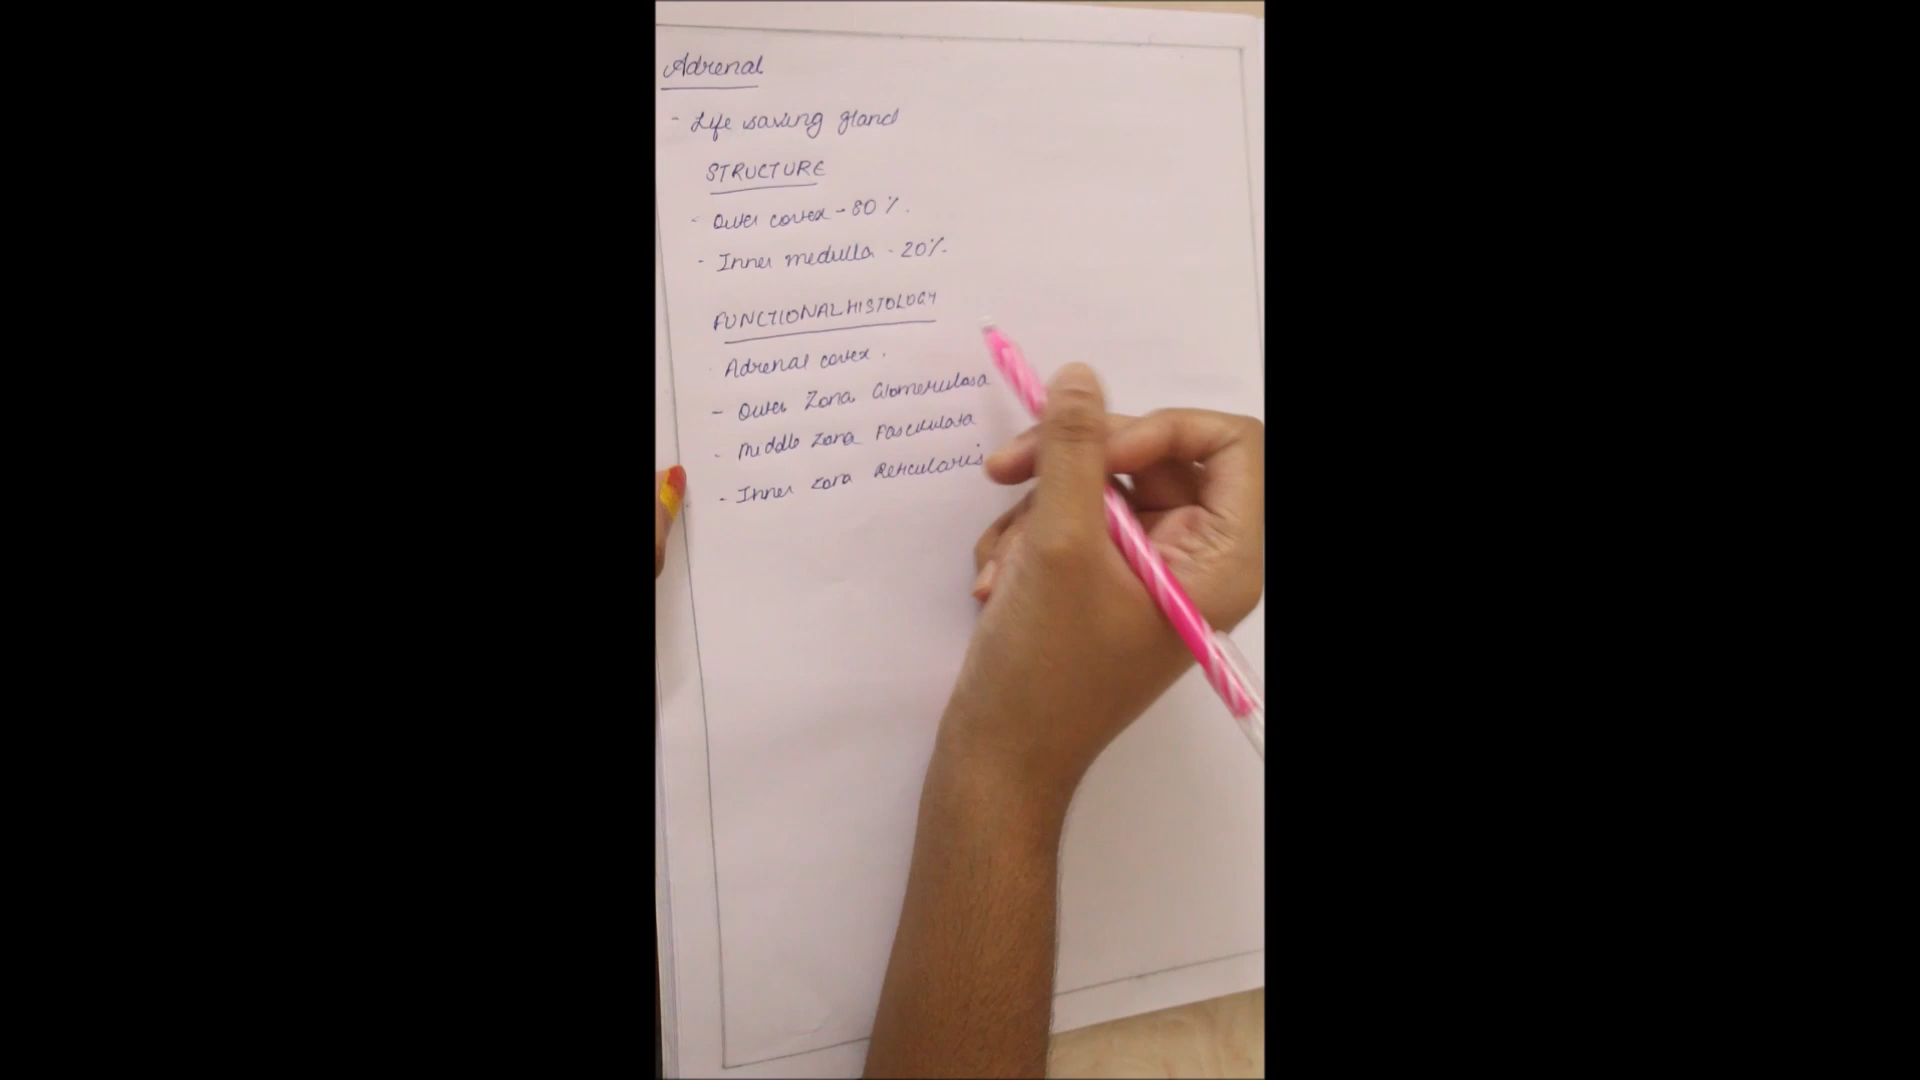 Adrenal
- Life saving gland
STRUCTURE
- Outer cortex - 80 %.
- Inner medulla - 20%.
FUNCTIONAL HISTOLOGY
Adrenal cortex.
- Outer Zona Glomerulosa
- Middle Zona Fasciculata
- Inner zona Reticularis